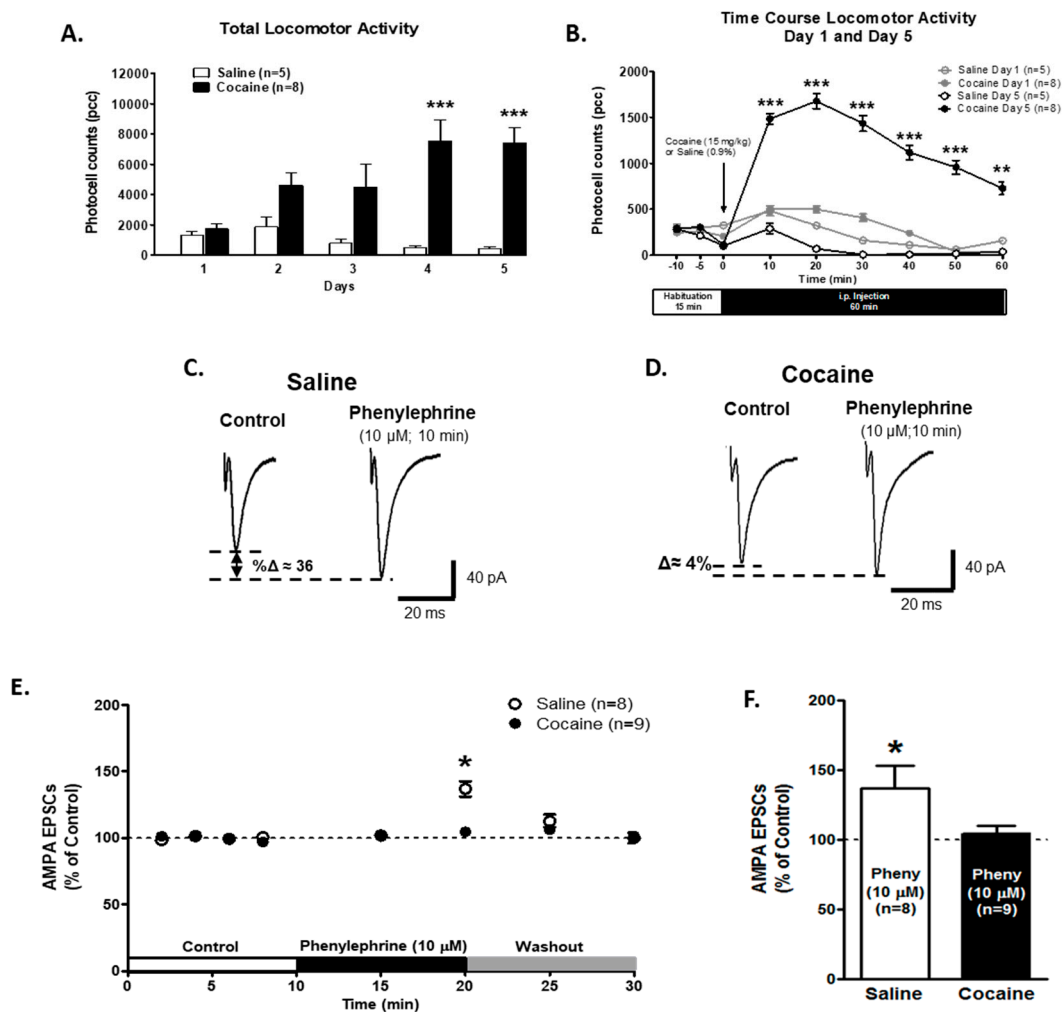 A.
Total Locomotor Activity
Saline (n=5)
Cocaine (n=8)
Photocell counts (pcc)
12000
10000
8000
6000
4000
2000
0
***
***
1 2 3 4 5
Days
B.
Time Course Locomotor Activity
Day 1 and Day 5
Saline Day 1 (n=5)
Cocaine Day 1 (n=8)
Saline Day 5 (n=5)
Cocaine Day 5 (n=8)
Photocell counts (pcc)
2000
1500
1000
500
0
Cocaine (15 mg/kg)
or Saline (0.9%)
***
***
***
***
***
**
-10 -5 0 10 20 30 40 50 60
Time (min)
Habituation
15 min
i.p. Injection
60 min
C.
Saline
Control
Phenylephrine
(10 µM; 10 min)
%Δ ≈ 36
40 pA
20 ms
D.
Cocaine
Control
Phenylephrine
(10 µM;10 min)
Δ≈ 4%
40 pA
20 ms
E.
AMPA EPSCs
(% of Control)
200
150
100
50
0
Saline (n=8)
Cocaine (n=9)
*
Control
Phenylephrine (10 µM)
Washout
0 5 10 15 20 25 30
Time (min)
F.
AMPA EPSCs
(% of Control)
200
150
100
50
0
*
Pheny
(10 µM)
(n=8)
Pheny
(10 µM)
(n=9)
Saline
Cocaine